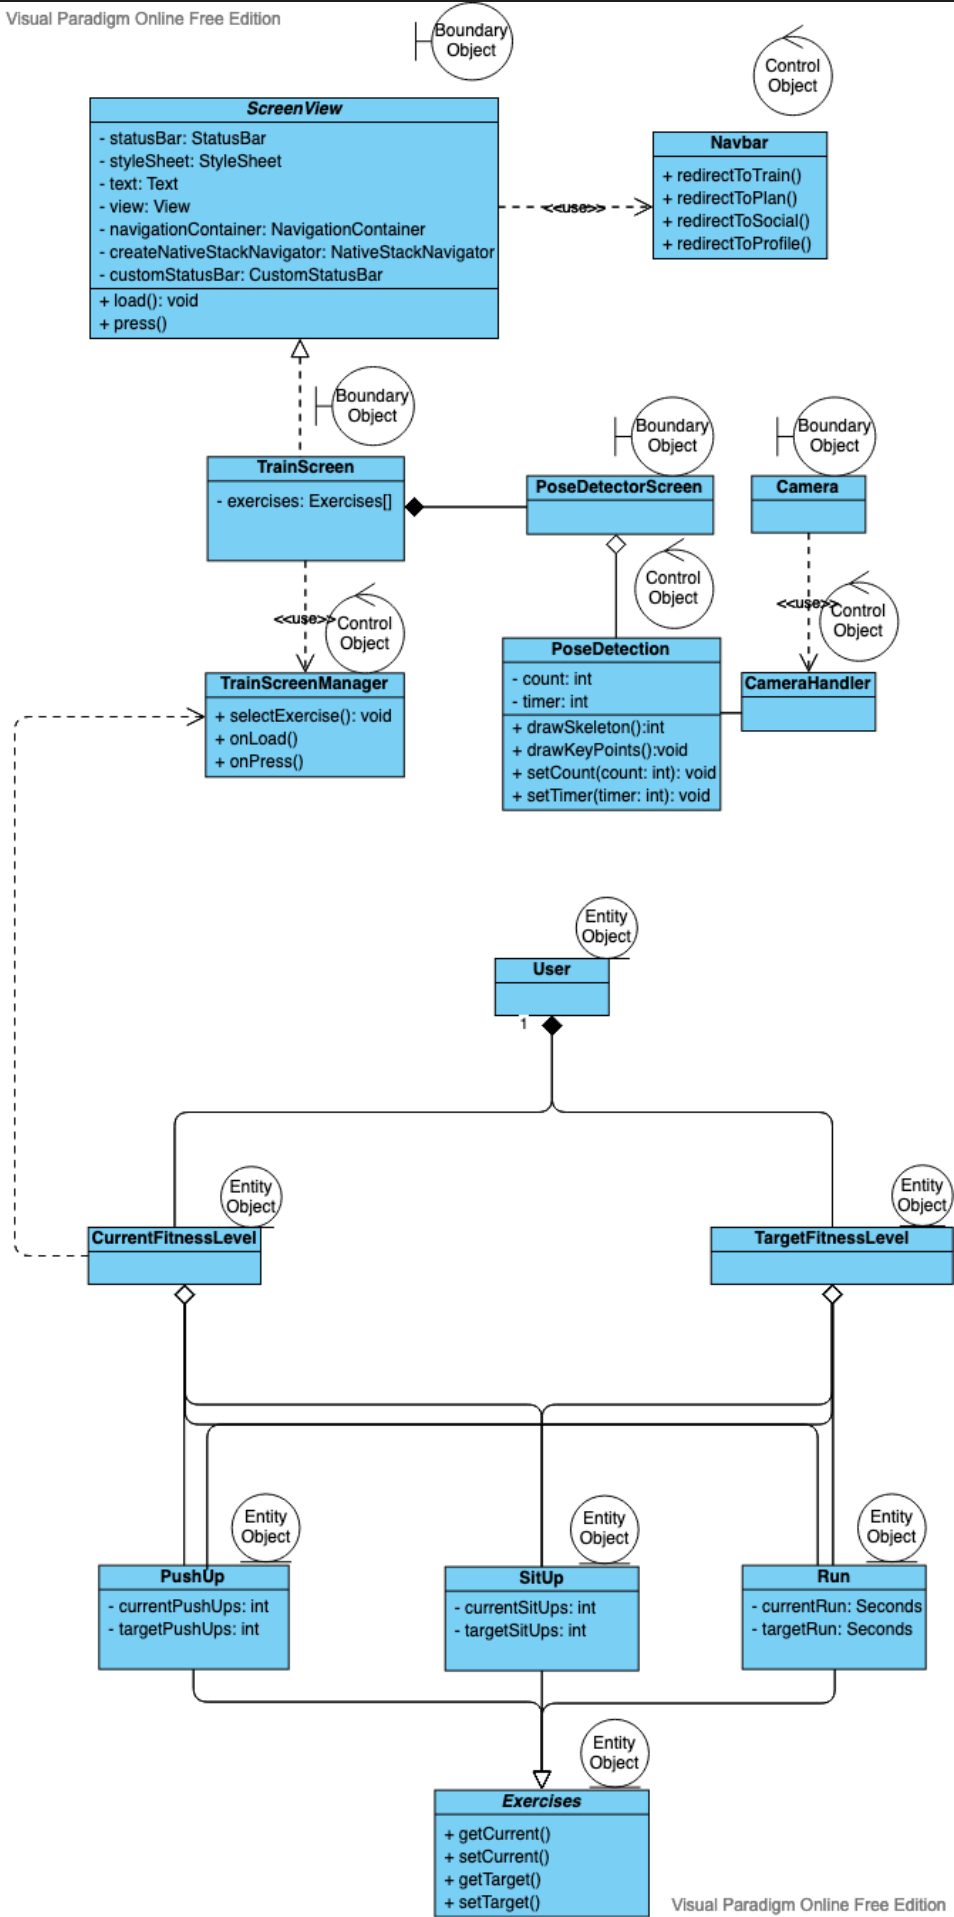 Visual Paradigm Online Free Edition
Boundary
Object
Control
Object
ScreenView
- statusBar: StatusBar
- styleSheet: StyleSheet
- text: Text
- view: View
- navigationContainer: NavigationContainer
- createNativeStackNavigator: NativeStackNavigator
- customStatusBar: CustomStatusBar
+ load(): void
+ press()
<<use>>
Navbar
+ redirectToTrain()
+ redirectToPlan()
+ redirectToSocial()
+ redirectToProfile()
Boundary
Object
TrainScreen
- exercises: Exercises[]
Boundary
Object
PoseDetectorScreen
Boundary
Object
Camera
<<use>>
Control
Object
TrainScreenManager
+ selectExercise(): void
+ onLoad()
+ onPress()
Control
Object
PoseDetection
- count: int
- timer: int
+ drawSkeleton():int
+ drawKeyPoints():void
+ setCount(count: int): void
+ setTimer(timer: int): void
<<use>>
Control
Object
CameraHandler
Entity
Object
User
1
Entity
Object
CurrentFitnessLevel
Entity
Object
TargetFitnessLevel
Entity
Object
PushUp
- currentPushUps: int
- targetPushUps: int
Entity
Object
SitUp
- currentSitUps: int
- targetSitUps: int
Entity
Object
Run
- currentRun: Seconds
- targetRun: Seconds
Entity
Object
Exercises
+ getCurrent()
+ setCurrent()
+ getTarget()
+ setTarget()
Visual Paradigm Online Free Edition